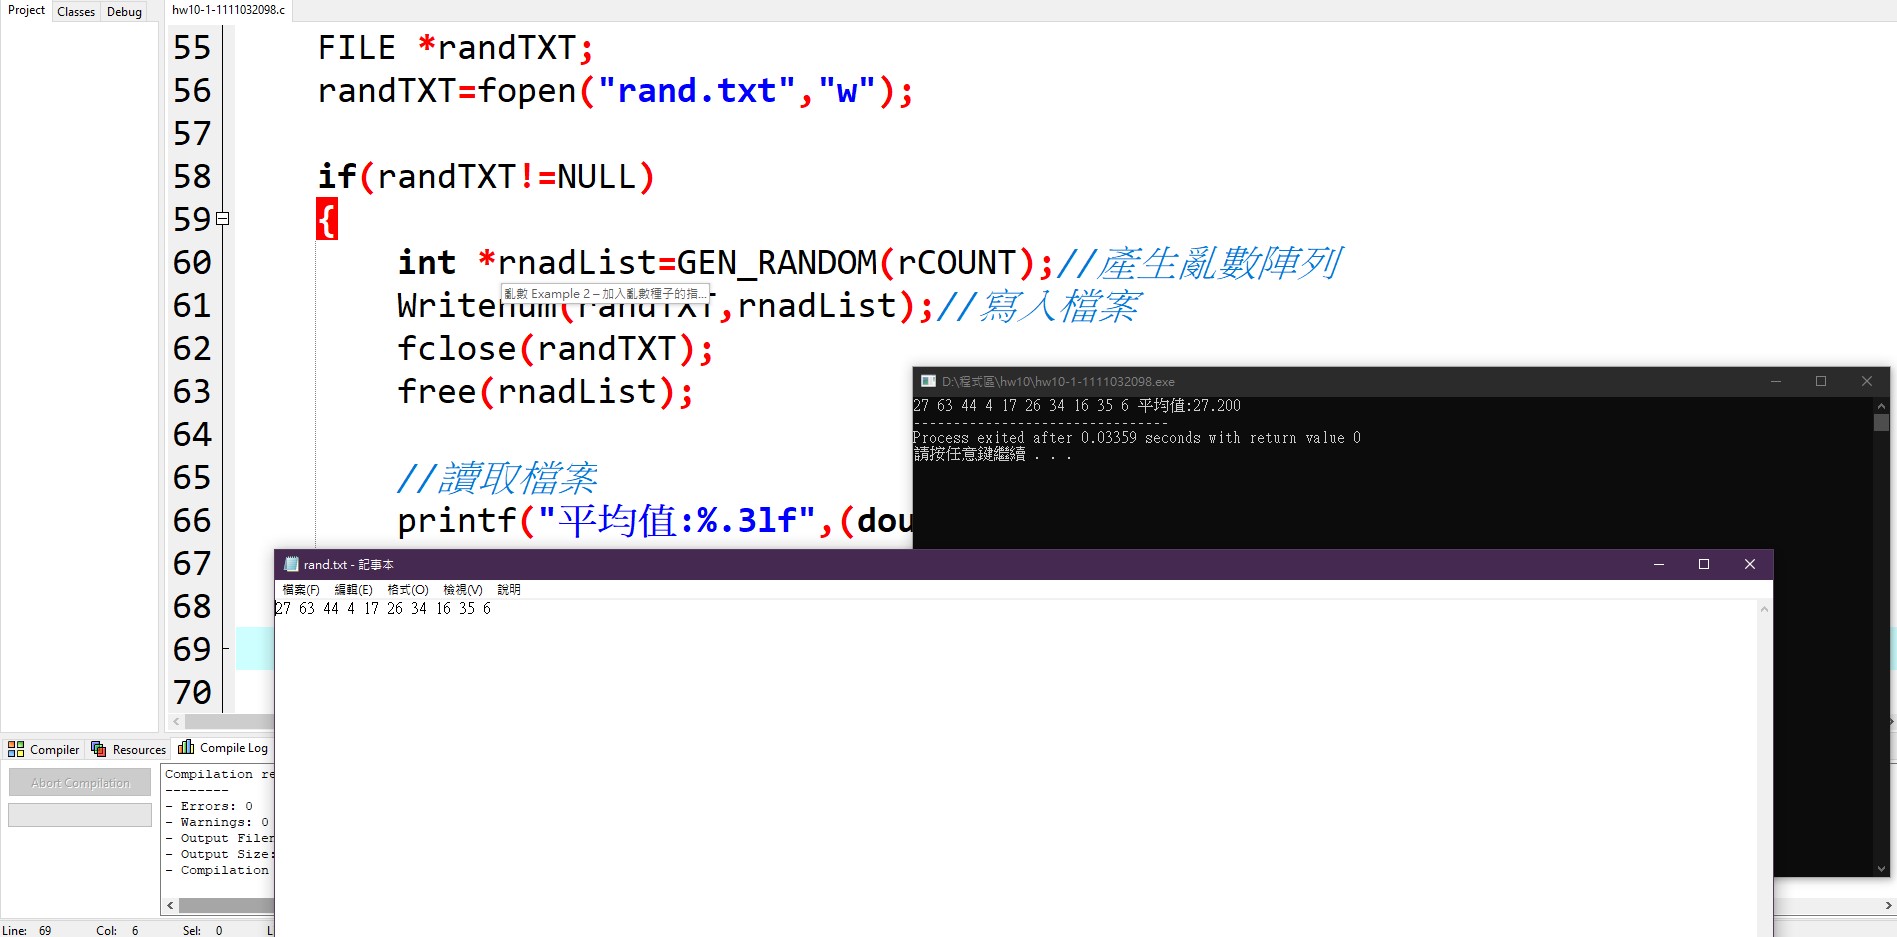 Project Classes Debug
hw10-1-1111032098.c
55 FILE *randTXT;
56 randTXT=fopen("rand.txt","w");
57
58 if(randTXT!=NULL)
59 {
60 int *rnadList=GEN_RANDOM(rCOUNT);//產生亂數陣列
亂數 Example 2 – 加入亂數種子的指...
61 Writenum(randTXT,rnadList);//寫入檔案
62 fclose(randTXT);
63 free(rnadList);
64
65 //讀取檔案
66 printf("平均值:%.3lf",(dou
67
68
69
70
D:\程式區\hw10\hw10-1-1111032098.exe
27 63 44 4 17 26 34 16 35 6 平均值:27.200
--------------------------------
Process exited after 0.03359 seconds with return value 0
請按任意鍵繼續 . . .
rand.txt - 記事本
檔案(F) 編輯(E) 格式(O) 檢視(V) 說明
27 63 44 4 17 26 34 16 35 6
Compiler Resources Compile Log
Abort Compilation
Compilation re
--------
- Errors: 0
- Warnings: 0
- Output Filen
- Output Size:
- Compilation
Line: 69 Col: 6 Sel: 0 L